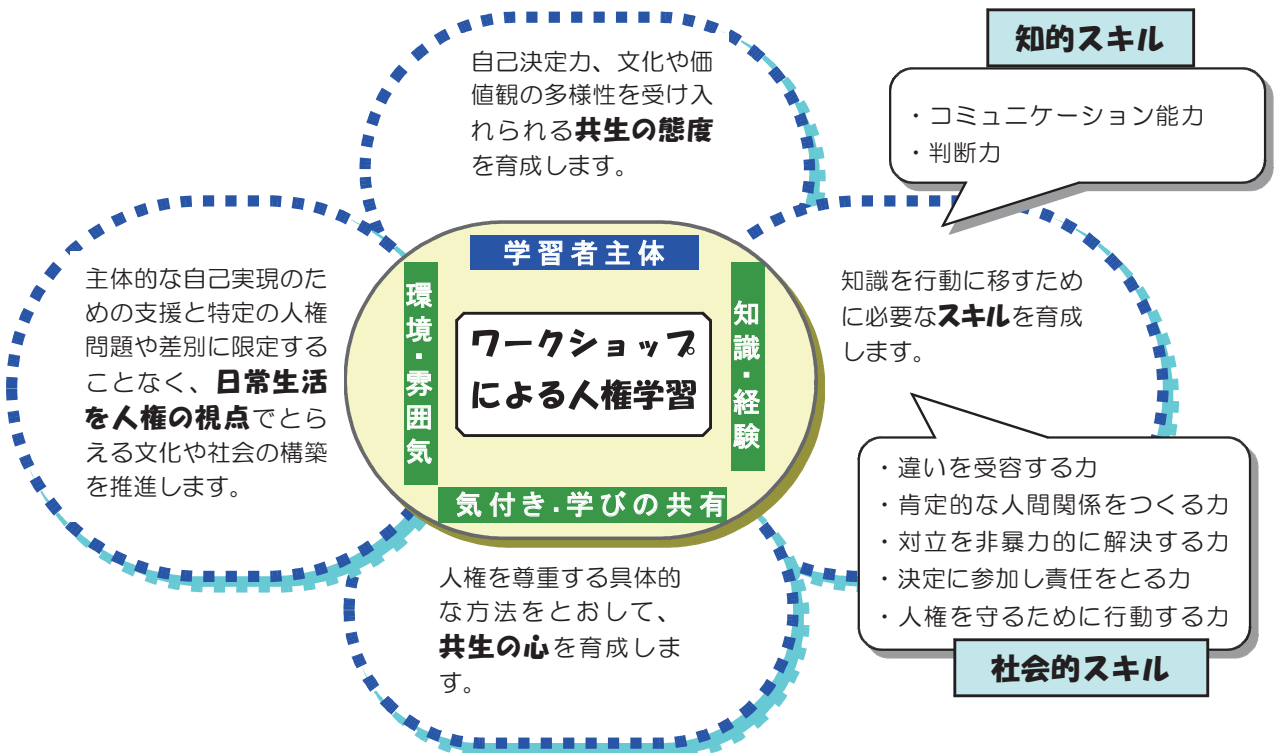 自己決定力、文化や価
値観の多様性を受け入
れられる共生の態度
を育成します。
知的スキル
・コミュニケーション能力
・判断力
主体的な自己実現のた
めの支援と特定の人権
問題や差別に限定する
ことなく、日常生活
を人権の視点でとら
える文化や社会の構築
を推進します。
学習者主体
環境・雰囲気
ワークショップ
による人権学習
知識・経験
気付き・学びの共有
知識を行動に移すため
に必要なスキルを育成
します。
・違いを受容する力
・肯定的な人間関係をつくる力
・対立を非暴力的に解決する力
・決定に参加し責任をとる力
・人権を守るために行動する力
社会的スキル
人権を尊重する具体的
な方法をとおして、
共生の心を育成しま
す。